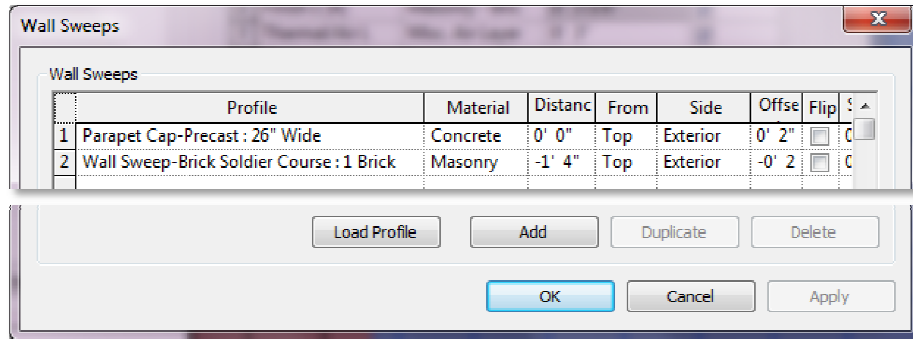 Wall Sweeps
Wall Sweeps
Profile Material Distanc From Side Offse Flip
1 Parapet Cap-Precast : 26" Wide Concrete 0' 0" Top Exterior 0' 2"
2 Wall Sweep-Brick Soldier Course : 1 Brick Masonry -1' 4" Top Exterior -0' 2
Load Profile Add Duplicate Delete
OK Cancel Apply